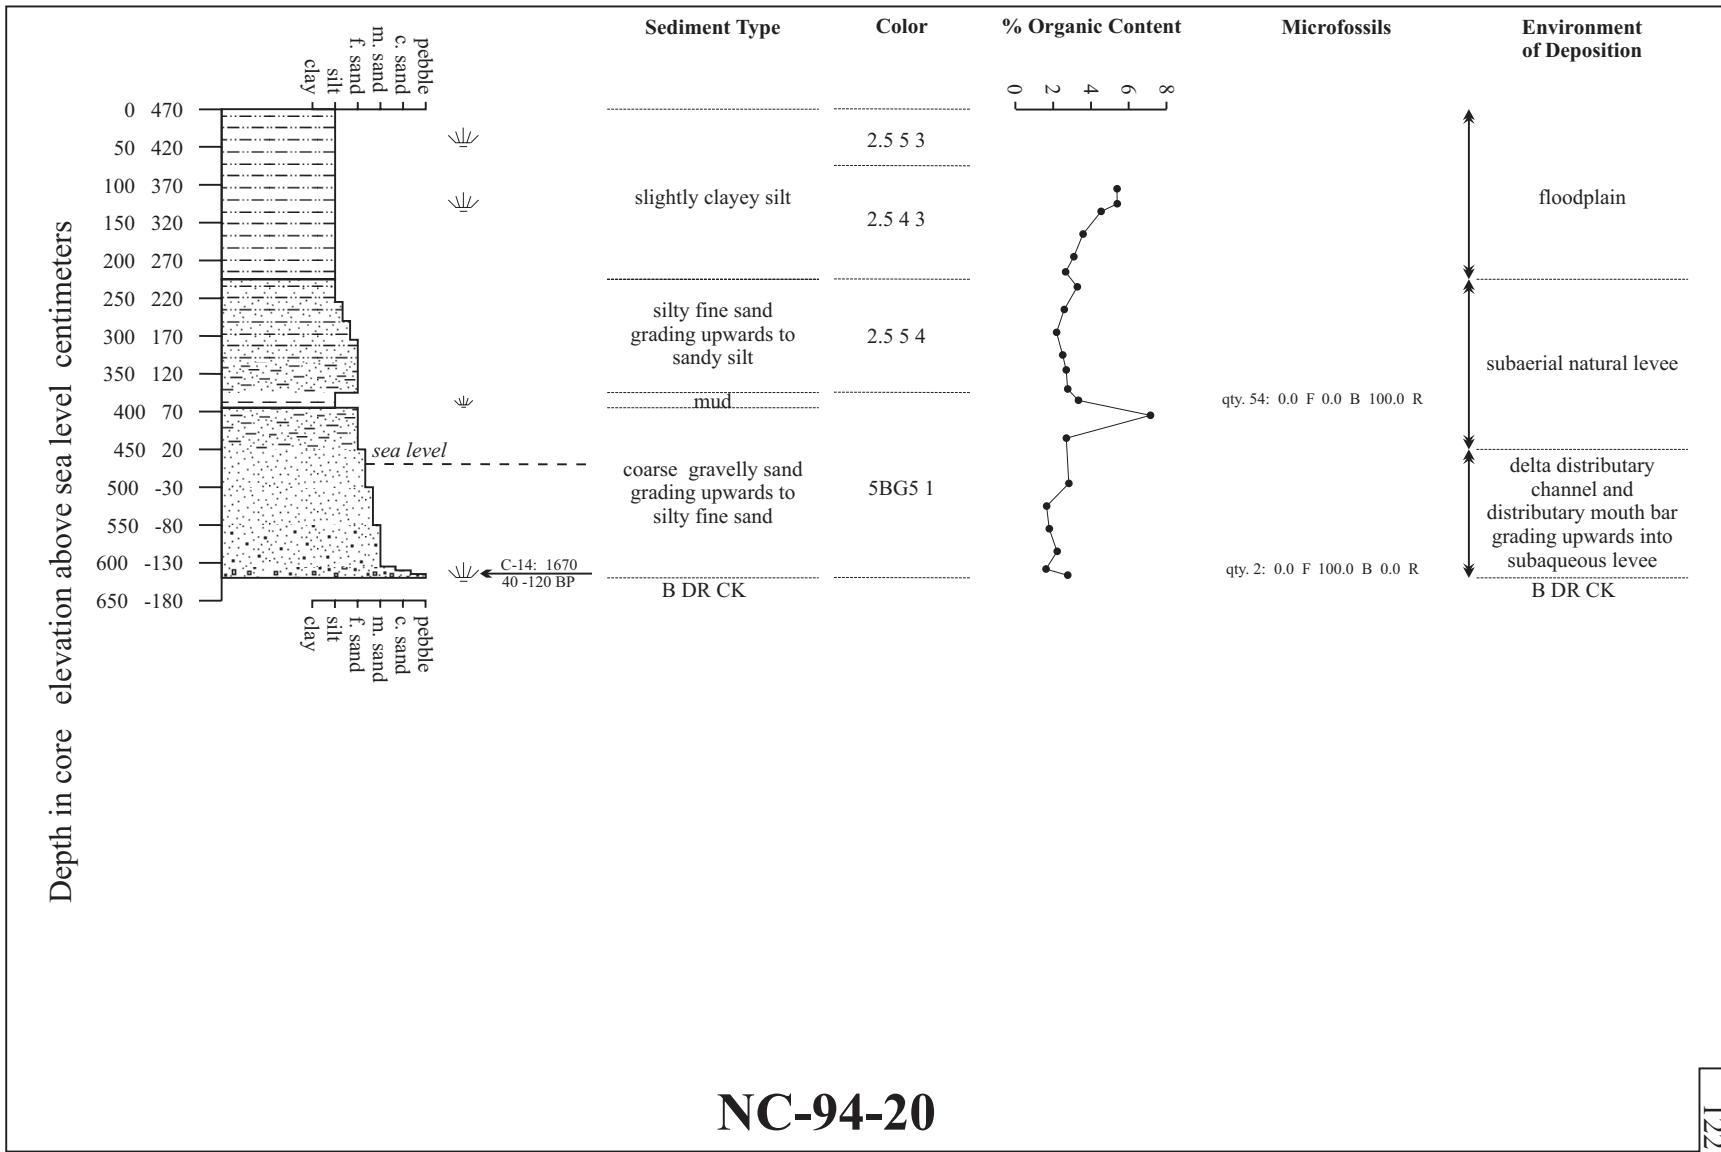 Sediment Type
Color
% Organic Content
Microfossils
Environment
of Deposition
clay
silt
f. sand
m. sand
c. sand
pebble
0 2 4 6 8
Depth in core elevation above sea level centimeters
0 470
50 420
100 370
150 320
200 270
250 220
300 170
350 120
400 70
450 20
500 -30
550 -80
600 -130
650 -180
2.5 5 3
slightly clayey silt
2.5 4 3
floodplain
silty fine sand
grading upwards to
sandy silt
2.5 5 4
subaerial natural levee
mud
qty. 54: 0.0 F 0.0 B 100.0 R
sea level
coarse gravelly sand
grading upwards to
silty fine sand
5BG5 1
delta distributary
channel and
distributary mouth bar
grading upwards into
subaqueous levee
C-14: 1670
40 -120 BP
qty. 2: 0.0 F 100.0 B 0.0 R
B DR CK
B DR CK
clay
silt
f. sand
m. sand
c. sand
pebble
NC-94-20
122